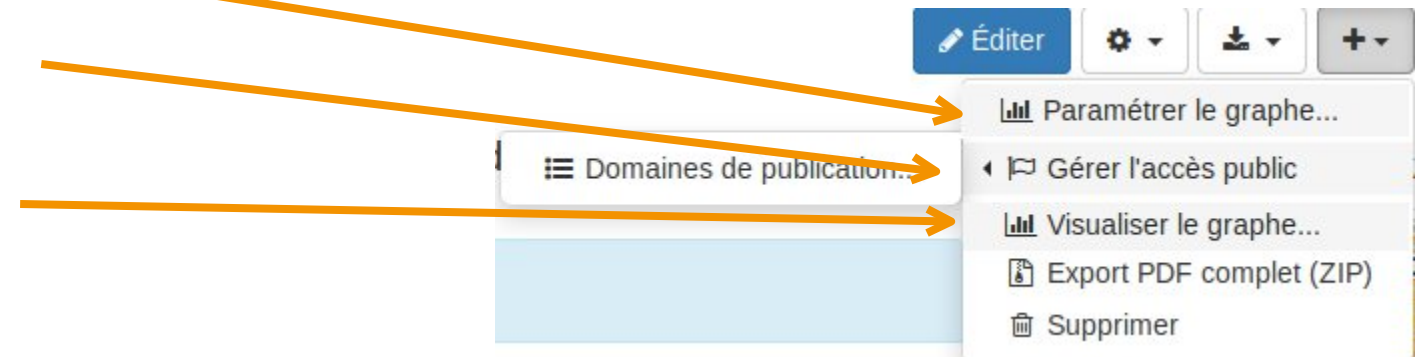 Éditer
Paramétrer le graphe...
Domaines de publication...
Gérer l'accès public
Visualiser le graphe...
Export PDF complet (ZIP)
Supprimer